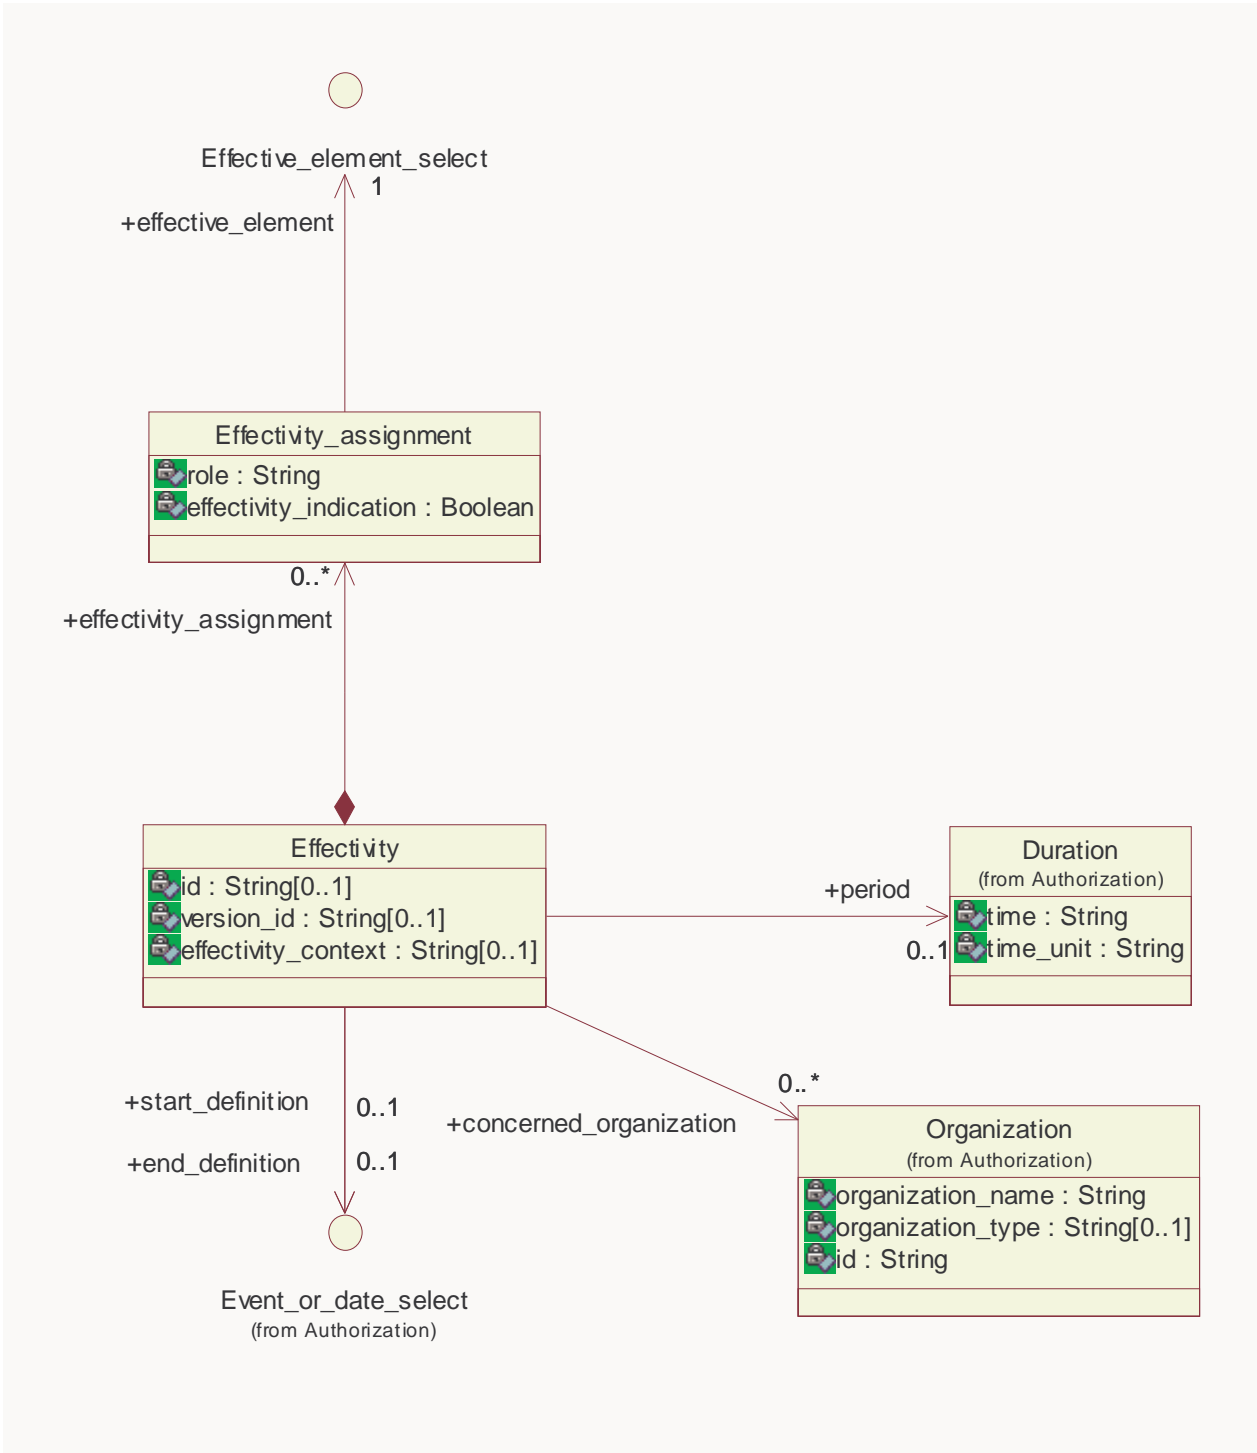 Effective_element_select
1
+effective_element
Effectivity_assignment
role : String
effectivity_indication : Boolean
0..*
+effectivity_assignment
Effectivity
id : String[0..1]
version_id : String[0..1]
effectivity_context : String[0..1]
+period
0..1
Duration
(from Authorization)
time : String
time_unit : String
+start_definition
0..1
+end_definition
0..1
+concerned_organization
0..*
Organization
(from Authorization)
organization_name : String
organization_type : String[0..1]
id : String
Event_or_date_select
(from Authorization)